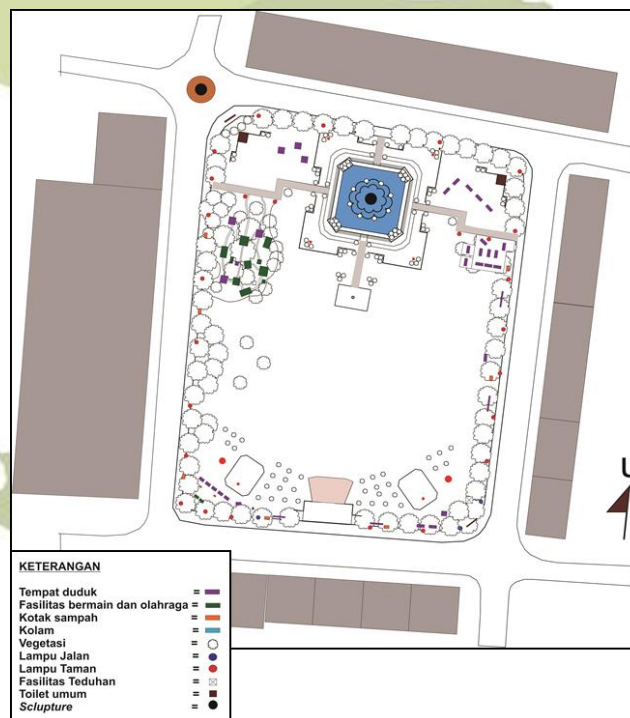 U
KETERANGAN
Tempat duduk =
Fasilitas bermain dan olahraga =
Kotak sampah =
Kolam =
Vegetasi =
Lampu Jalan =
Lampu Taman =
Fasilitas Teduhan =
Toilet umum =
Sclupture =